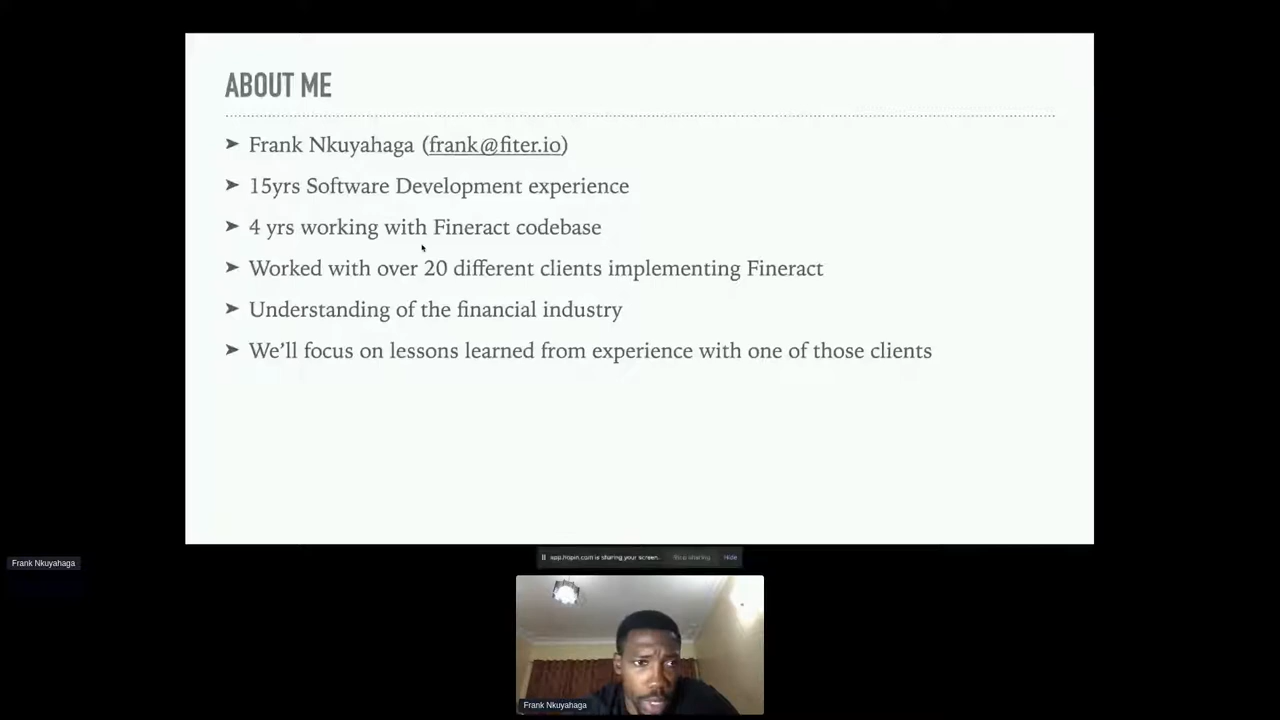 ABOUT ME
➤ Frank Nkuyahaga (frank@fiter.io)
➤ 15yrs Software Development experience
➤ 4 yrs working with Fineract codebase
➤ Worked with over 20 different clients implementing Fineract
➤ Understanding of the financial industry
➤ We’ll focus on lessons learned from experience with one of those clients
app.hopin.com is sharing your screen. Stop sharing Hide
Frank Nkuyahaga
Frank Nkuyahaga